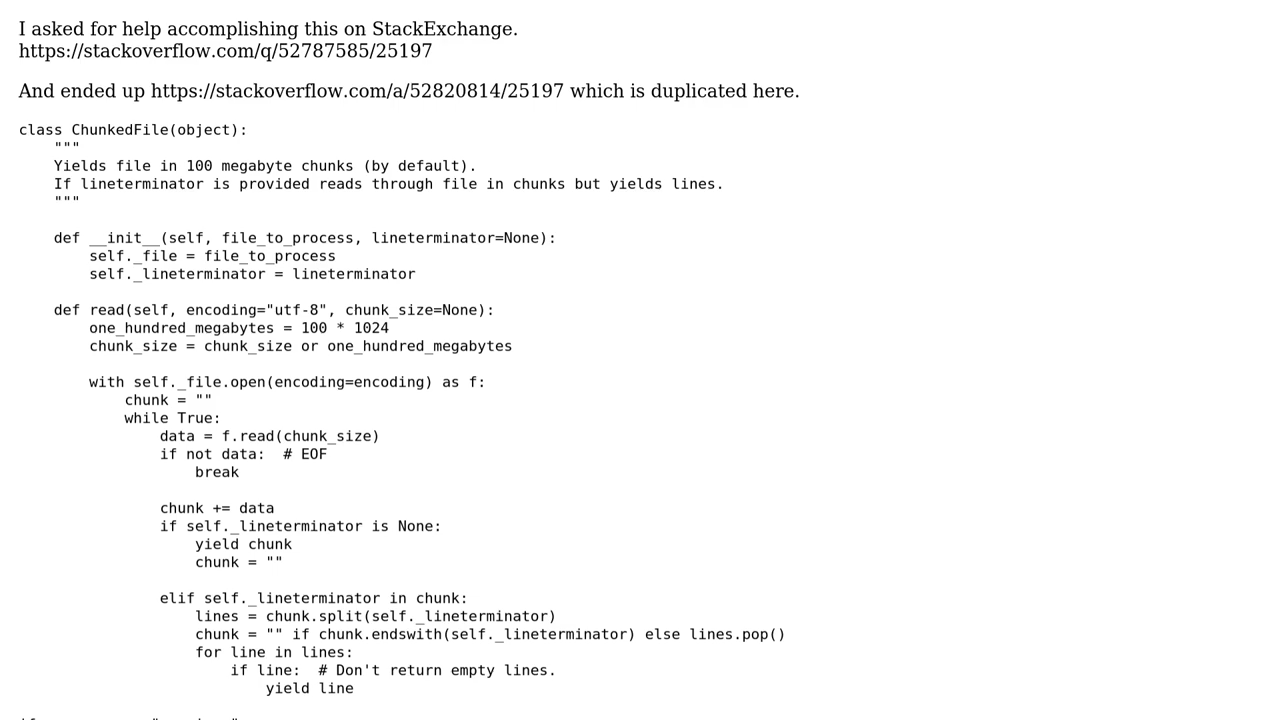 I asked for help accomplishing this on StackExchange.
https://stackoverflow.com/q/52787585/25197
And ended up https://stackoverflow.com/a/52820814/25197 which is duplicated here.
class ChunkedFile(object):
    """
    Yields file in 100 megabyte chunks (by default).
    If lineterminator is provided reads through file in chunks but yields lines.
    """
    def __init__(self, file_to_process, lineterminator=None):
        self._file = file_to_process
        self._lineterminator = lineterminator
    def read(self, encoding="utf-8", chunk_size=None):
        one_hundred_megabytes = 100 * 1024
        chunk_size = chunk_size or one_hundred_megabytes
        with self._file.open(encoding=encoding) as f:
            chunk = ""
            while True:
                data = f.read(chunk_size)
                if not data:  # EOF
                    break
                chunk += data
                if self._lineterminator is None:
                    yield chunk
                    chunk = ""
                elif self._lineterminator in chunk:
                    lines = chunk.split(self._lineterminator)
                    chunk = "" if chunk.endswith(self._lineterminator) else lines.pop()
                    for line in lines:
                        if line:  # Don't return empty lines.
                            yield line